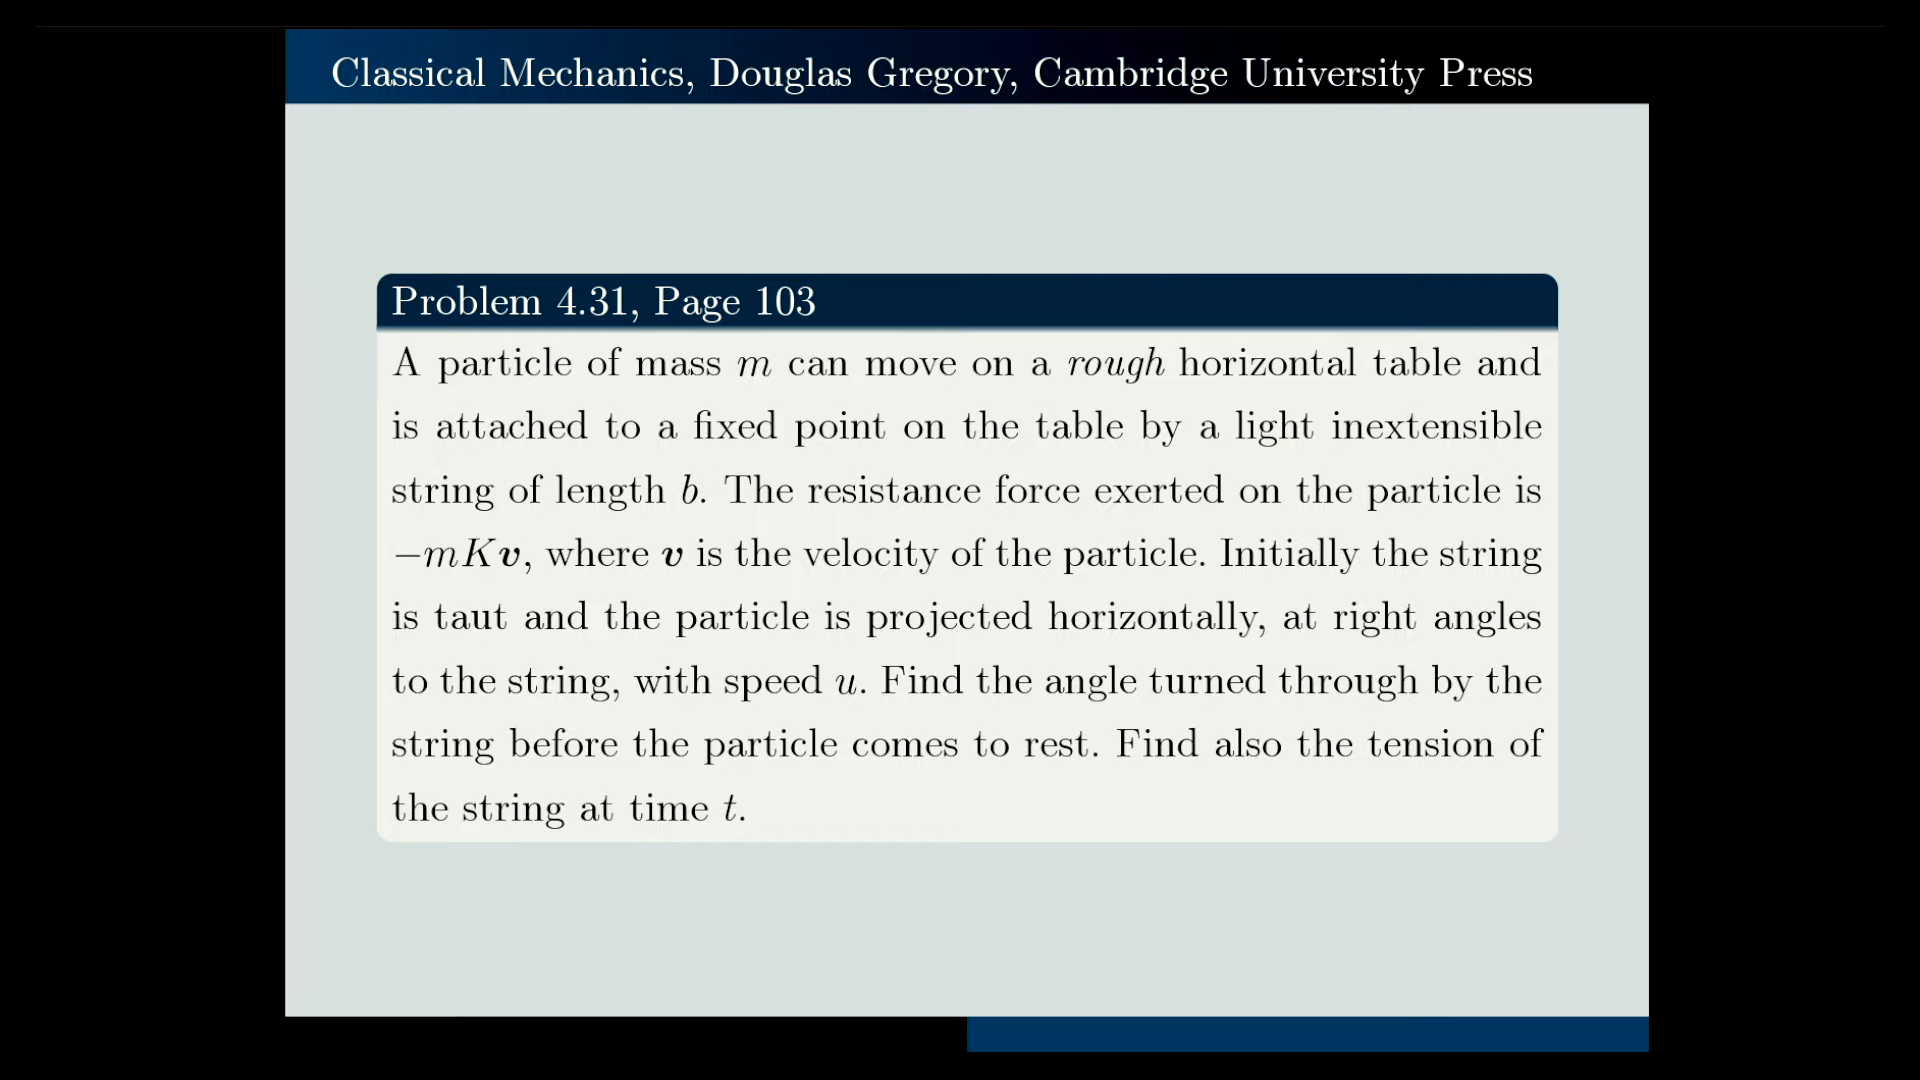 Classical Mechanics, Douglas Gregory, Cambridge University Press
Problem 4.31, Page 103
A particle of mass m can move on a rough horizontal table and
is attached to a fixed point on the table by a light inextensible
string of length b. The resistance force exerted on the particle is
−mKv, where v is the velocity of the particle. Initially the string
is taut and the particle is projected horizontally, at right angles
to the string, with speed u. Find the angle turned through by the
string before the particle comes to rest. Find also the tension of
the string at time t.